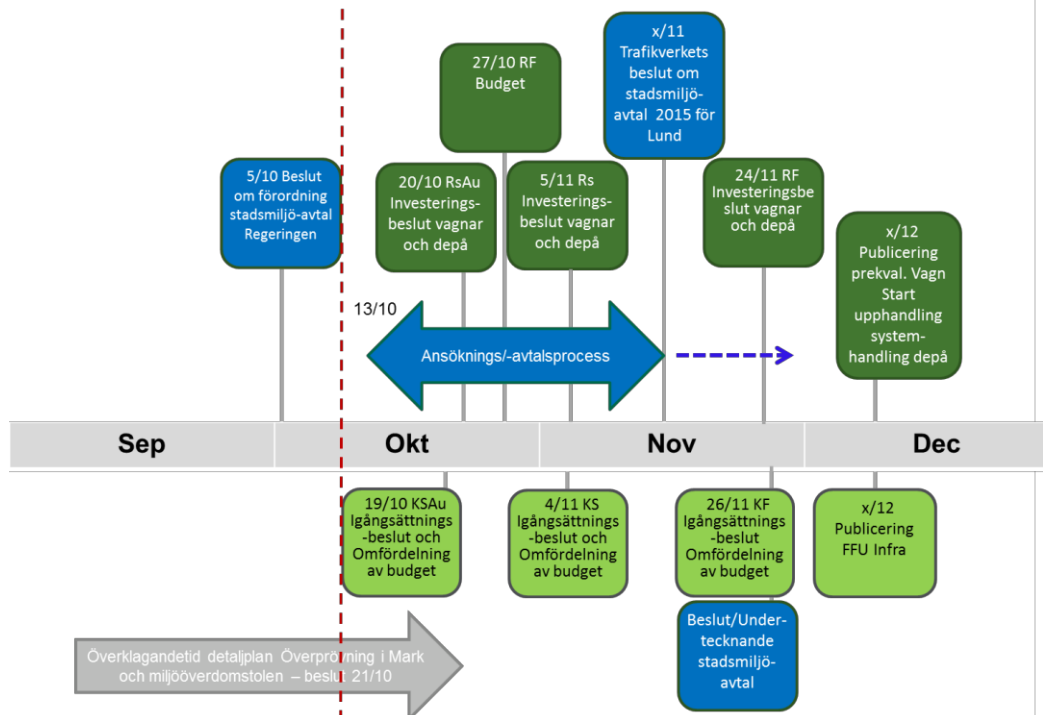 x/11
Trafikverkets
beslut om
stadsmiljö-
avtal 2015 för
Lund
27/10 RF
Budget
5/10 Beslut
om förordning
stadsmiljö-avtal
Regeringen
20/10 RsAu
Investerings-
beslut vagnar
och depå
5/11 Rs
Investerings-
beslut vagnar
och depå
24/11 RF
Investeringsbe
slut vagnar
och depå
x/12
Publicering
prekval. Vagn
Start
upphandling
system-
handling depå
13/10
Ansöknings/-avtalsprocess
Sep
Okt
Nov
Dec
19/10 KSAu
Igångsättnings
-beslut och
Omfördelning
av budget
4/11 KS
Igångsättnings
-beslut och
Omfördelning
av budget
26/11 KF
Igångsättnings
-beslut
Omfördelning
av budget
x/12
Publicering
FFU Infra
Beslut/Under-
tecknande
stadsmiljö-
avtal
Överklagandetid detaljplan Överprövning i Mark
och miljööverdomstolen – beslut 21/10